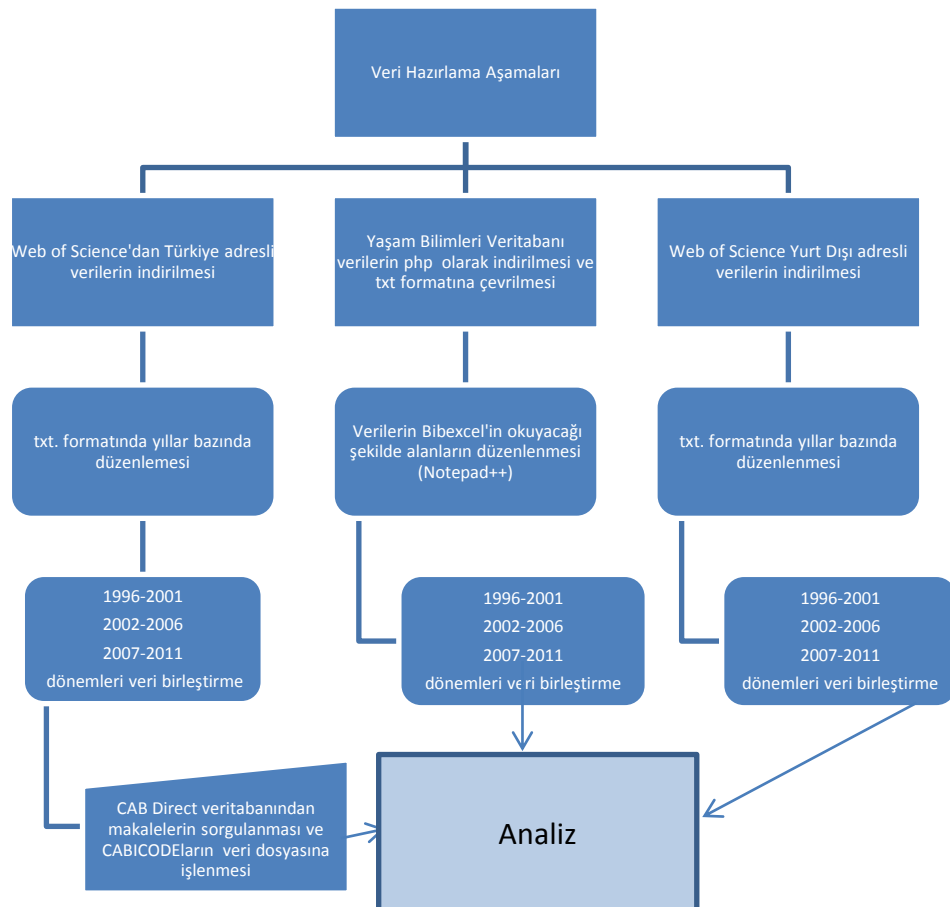 Veri Hazırlama Aşamaları
Web of Science'dan Türkiye adresli
verilerin indirilmesi
Yaşam Bilimleri Veritabanı
verilerin php olarak indirilmesi ve
txt formatına çevrilmesi
Web of Science Yurt Dışı adresli
verilerin indirilmesi
txt. formatında yıllar bazında
düzenlemesi
Verilerin Bibexcel'in okuyacağı
şekilde alanların düzenlenmesi
(Notepad++)
txt. formatında yıllar bazında
düzenlenmesi
1996-2001
2002-2006
2007-2011
dönemleri veri birleştirme
1996-2001
2002-2006
2007-2011
dönemleri veri birleştirme
1996-2001
2002-2006
2007-2011
dönemleri veri birleştirme
CAB Direct veritabanından
makalelerin sorgulanması ve
CABICODEların veri dosyasına
işlenmesi
Analiz